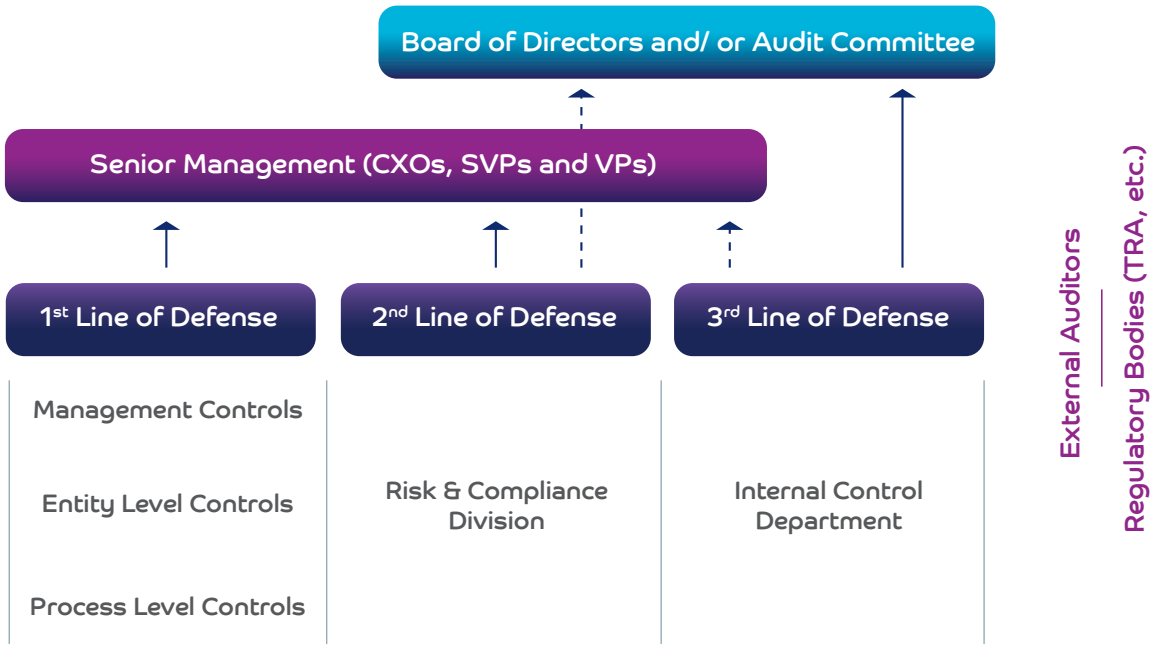 Board of Directors and/ or Audit Committee
Senior Management (CXOs, SVPs and VPs)
1st Line of Defense
2nd Line of Defense
3rd Line of Defense
Management Controls
Entity Level Controls
Process Level Controls
Risk & Compliance
Division
Internal Control
Department
External Auditors
Regulatory Bodies (TRA, etc.)